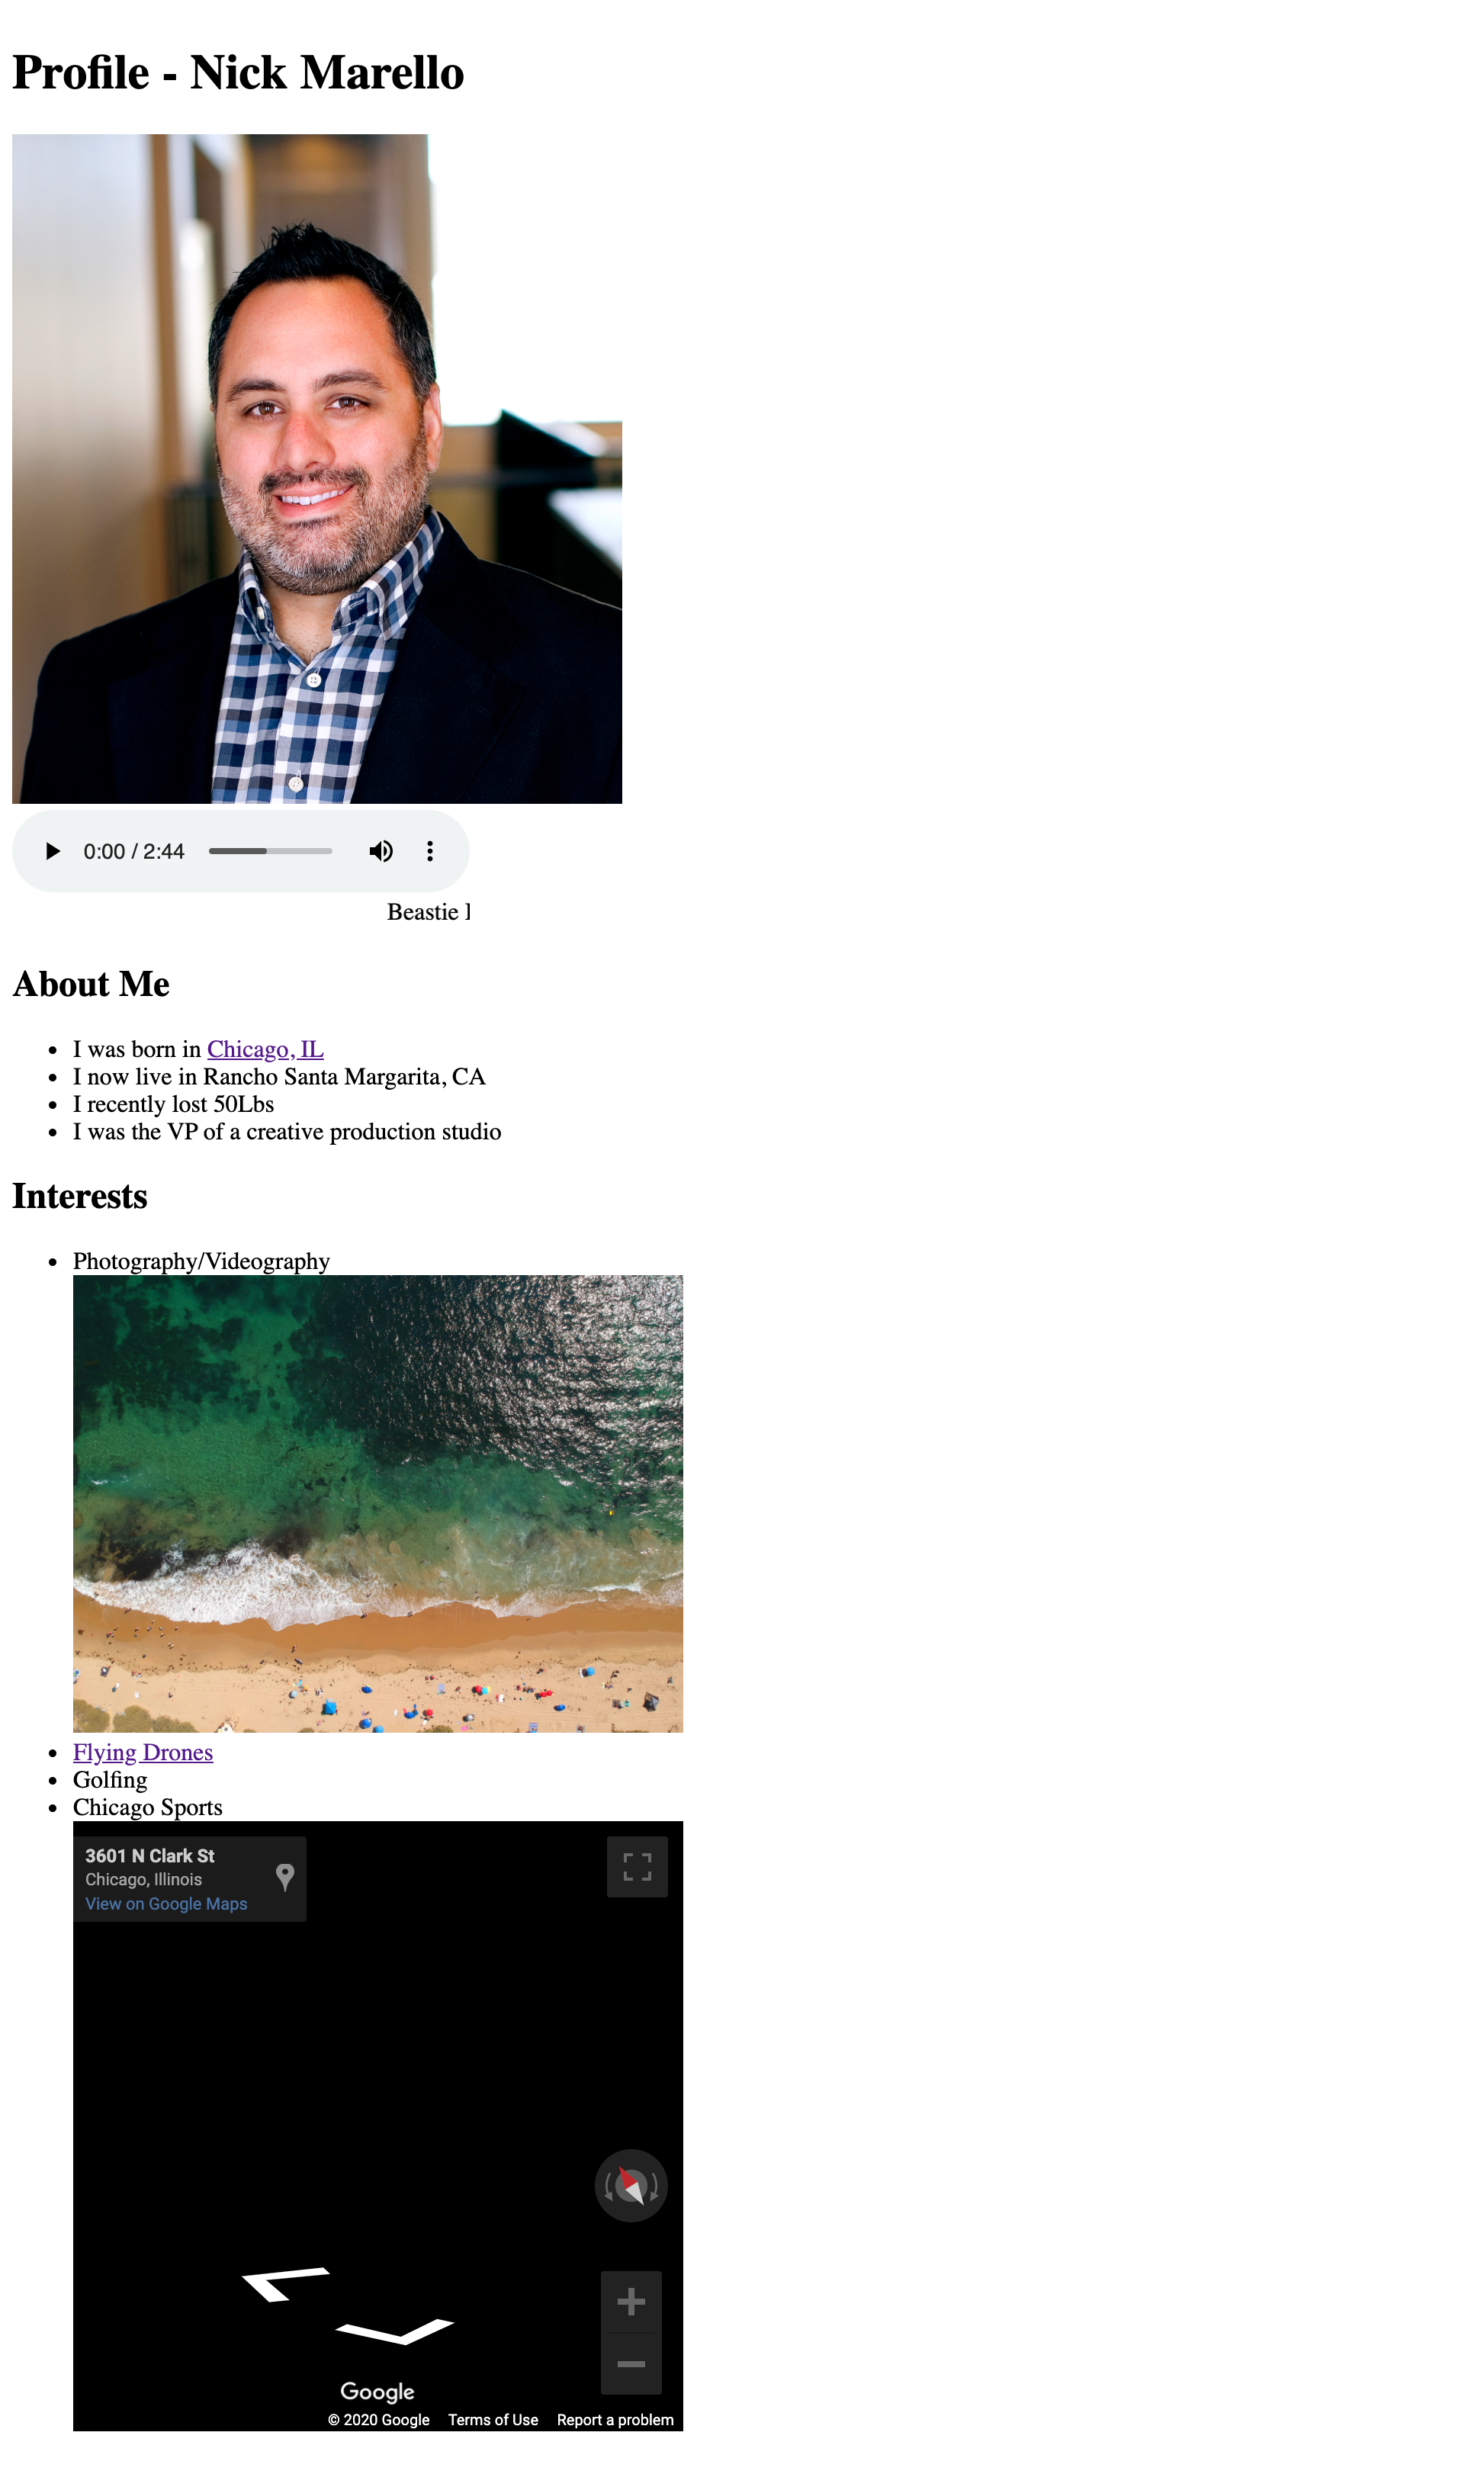 Profile - Nick Marello
0:00 / 2:44
Beastie
About Me
I was born in Chicago, IL
I now live in Rancho Santa Margarita, CA
I recently lost 50Lbs
I was the VP of a creative production studio
Interests
Photography/Videography
Flying Drones
Golfing
Chicago Sports
3601 N Clark St
Chicago, Illinois
View on Google Maps
Google
© 2020 Google Terms of Use Report a problem